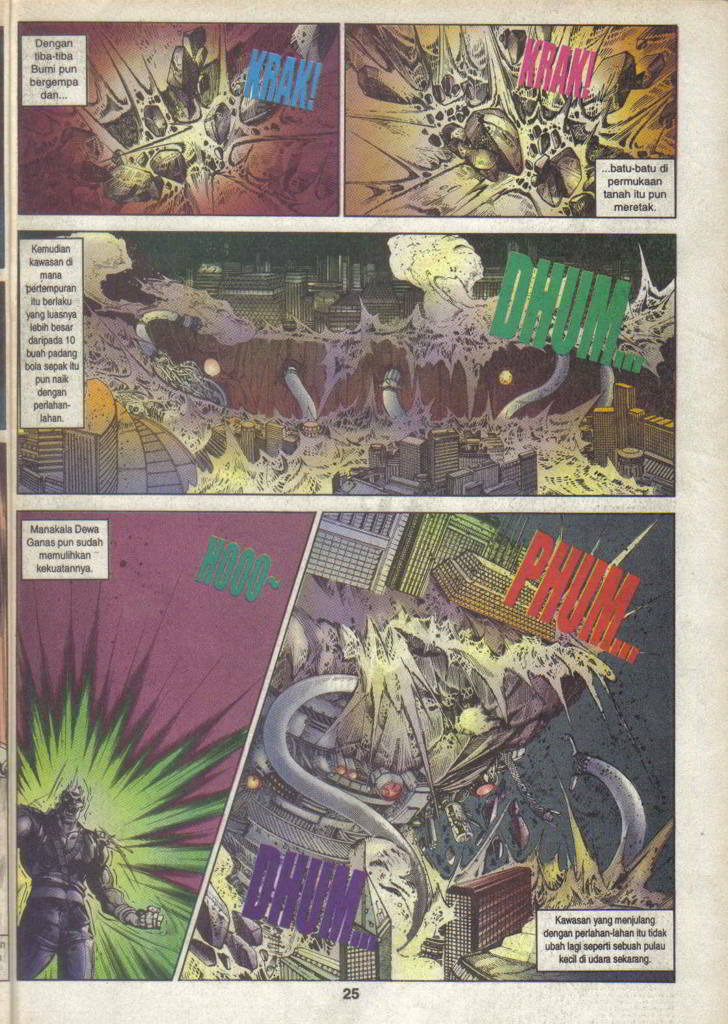 Dengan
tiba-tiba
Bumi pun
bergempa
dan...
KRAK!
KRAK!
...batu-batu di
permukaan
tanah itu pun
meretak.
Kemudian
kawasan di
mana
pertempuran
itu berlaku
yang luasnya
lebih besar
daripada 10
buah padang
bola sepak itu
pun naik
dengan
perlahan-
lahan.
DHUM...
Manakala Dewa
Ganas pun sudah
memulihkan
kekuatannya.
HOOO~
PHUM...
DHUM...
Kawasan yang menjulang
dengan perlahan-lahan itu tidak
ubah lagi seperti sebuah pulau
kecil di udara sekarang.
25